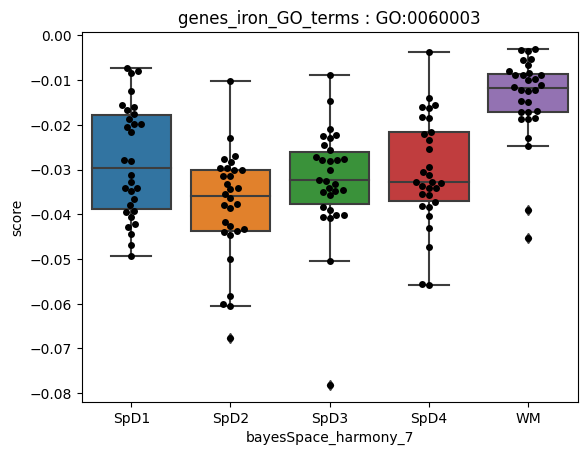 genes_iron_GO_terms : GO:0060003
0.00
−0.01
−0.02
−0.03
−0.04
−0.05
−0.06
−0.07
−0.08
score
SpD1 SpD2 SpD3 SpD4 WM
bayesSpace_harmony_7